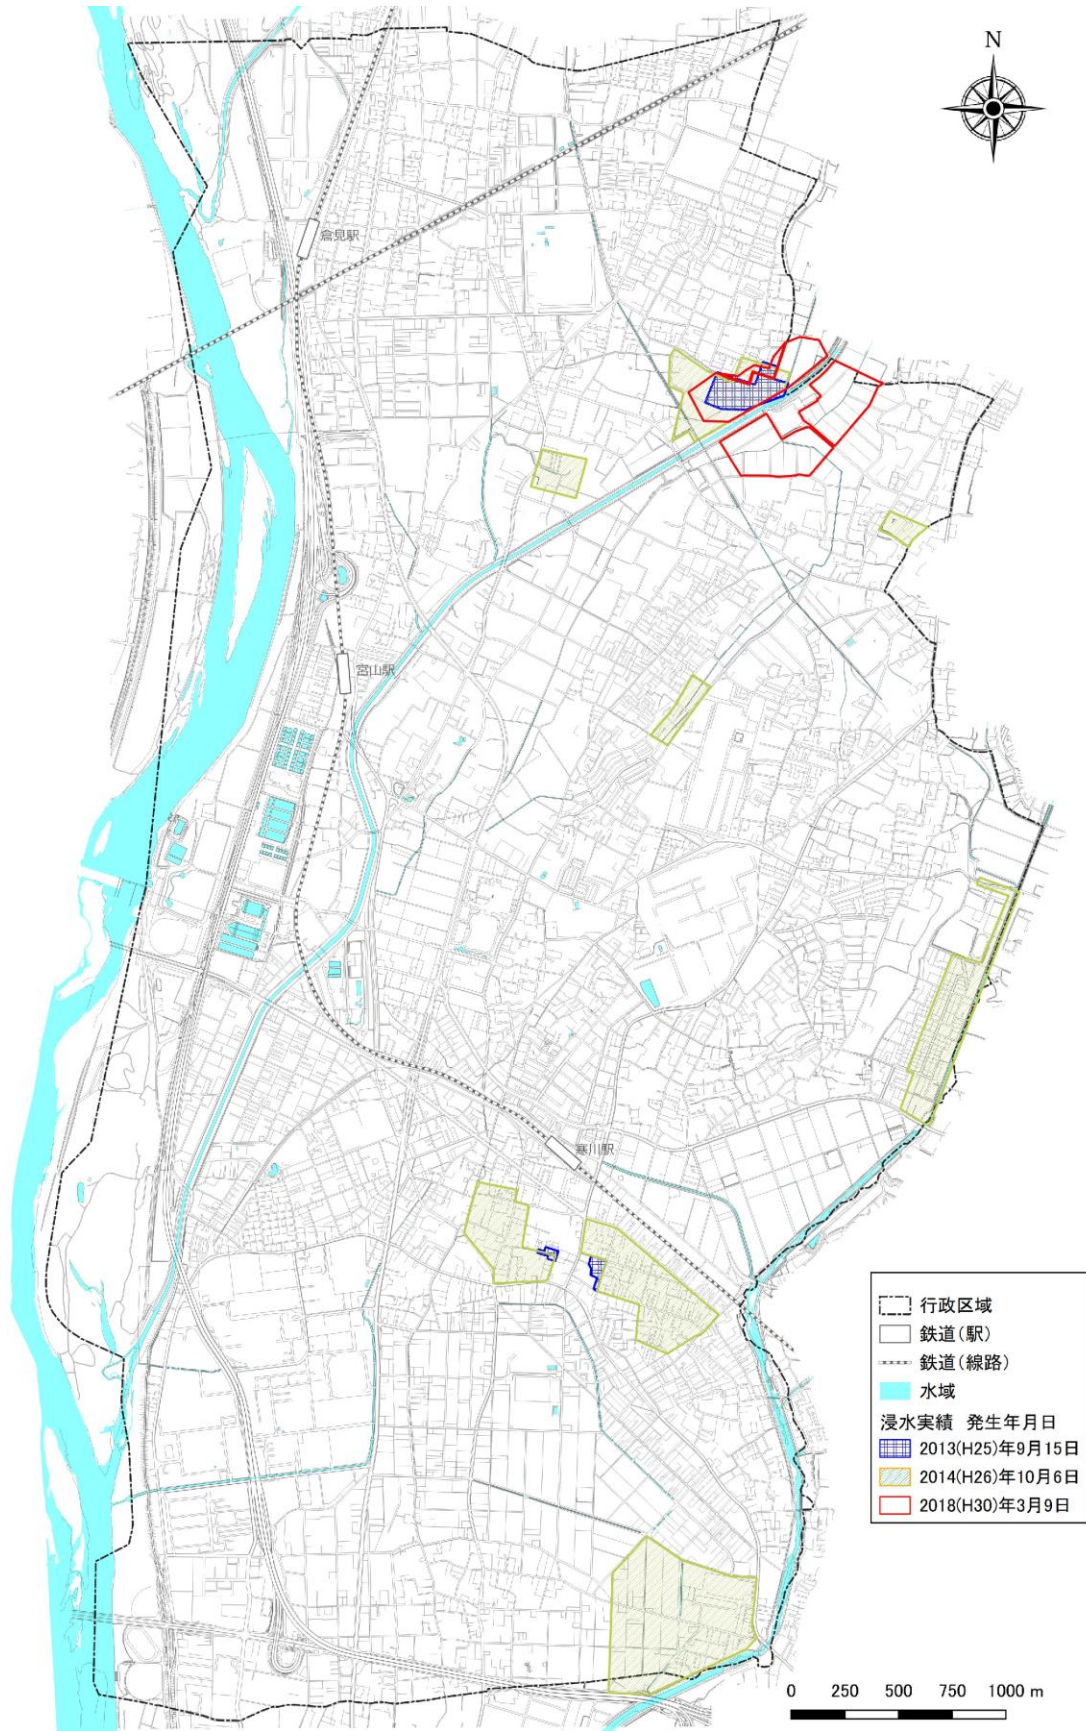 N
倉見駅
宮山駅
寒川駅
行政区域
鉄道(駅)
鉄道(線路)
水域
浸水実績 発生年月日
2013(H25)年9月15日
2014(H26)年10月6日
2018(H30)年3月9日
0 250 500 750 1000 m